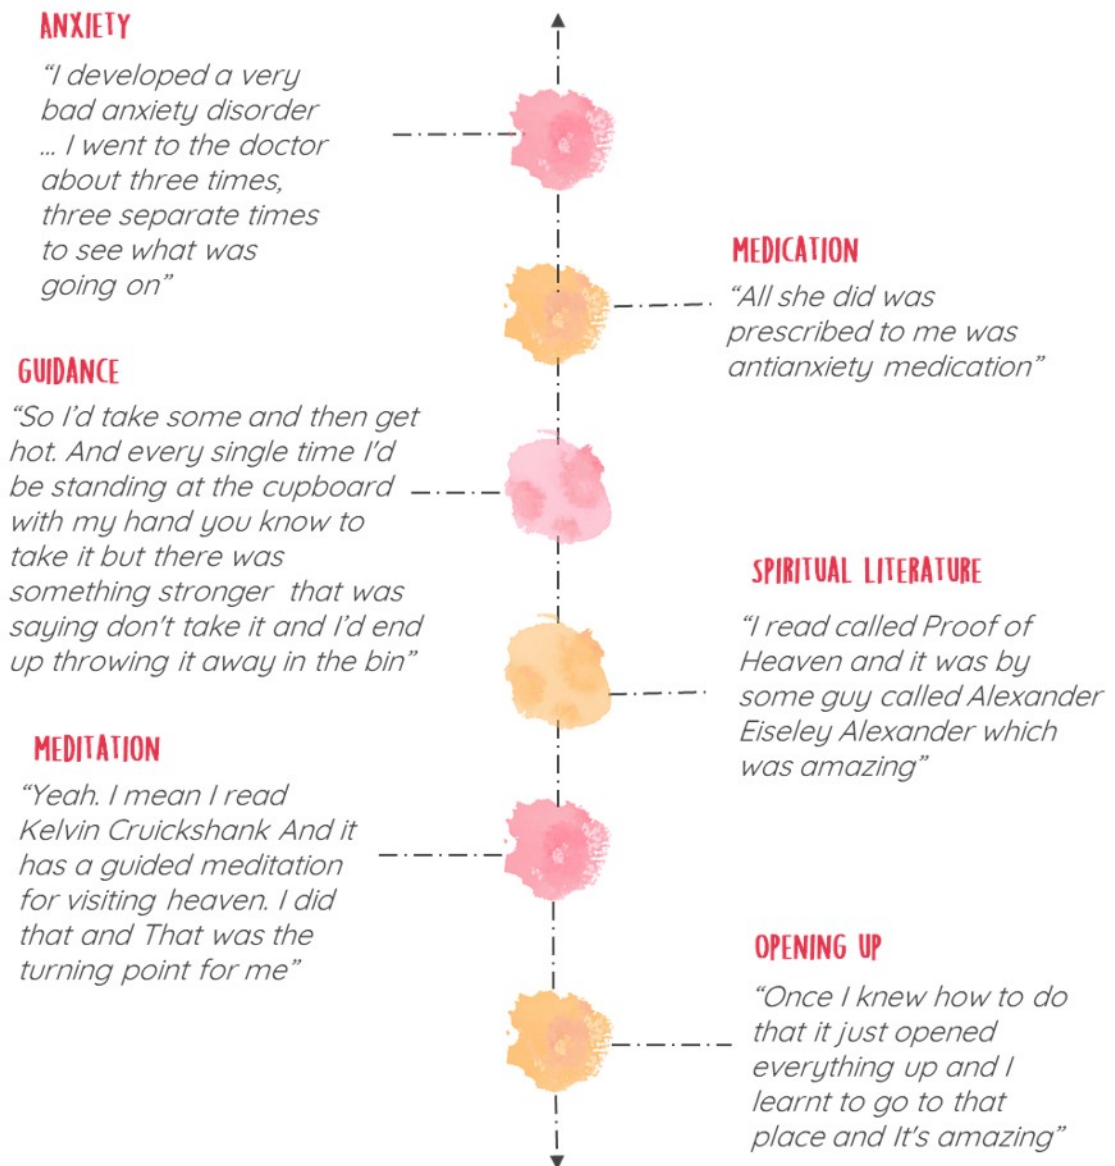 ANXIETY
“I developed a very
bad anxiety disorder
... I went to the doctor
about three times,
three separate times
to see what was
going on”
MEDICATION
“All she did was
prescribed to me was
antianxiety medication”
GUIDANCE
“So I'd take some and then get
hot. And every single time I'd
be standing at the cupboard
with my hand you know to
take it but there was
something stronger that was
saying don't take it and I'd end
up throwing it away in the bin”
SPIRITUAL LITERATURE
“I read called Proof of
Heaven and it was by
some guy called Alexander
Eiseley Alexander which
was amazing”
MEDITATION
“Yeah. I mean I read
Kelvin Cruickshank And it
has a guided meditation
for visiting heaven. I did
that and That was the
turning point for me”
OPENING UP
“Once I knew how to do
that it just opened
everything up and I
learnt to go to that
place and It's amazing”